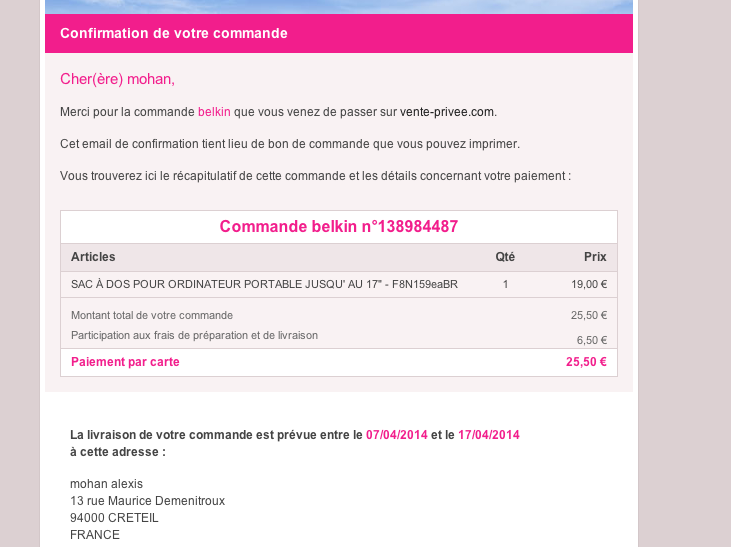 Confirmation de votre commande
Cher(ère) mohan,
Merci pour la commande belkin que vous venez de passer sur vente-privee.com.
Cet email de confirmation tient lieu de bon de commande que vous pouvez imprimer.
Vous trouverez ici le récapitulatif de cette commande et les détails concernant votre paiement :
Commande belkin n°138984487
Articles Qté Prix
SAC À DOS POUR ORDINATEUR PORTABLE JUSQU' AU 17" - F8N159eaBR 1 19,00 €
Montant total de votre commande 25,50 €
Participation aux frais de préparation et de livraison 6,50 €
Paiement par carte 25,50 €
La livraison de votre commande est prévue entre le 07/04/2014 et le 17/04/2014
à cette adresse :
mohan alexis
13 rue Maurice Demenitroux
94000 CRETEIL
FRANCE